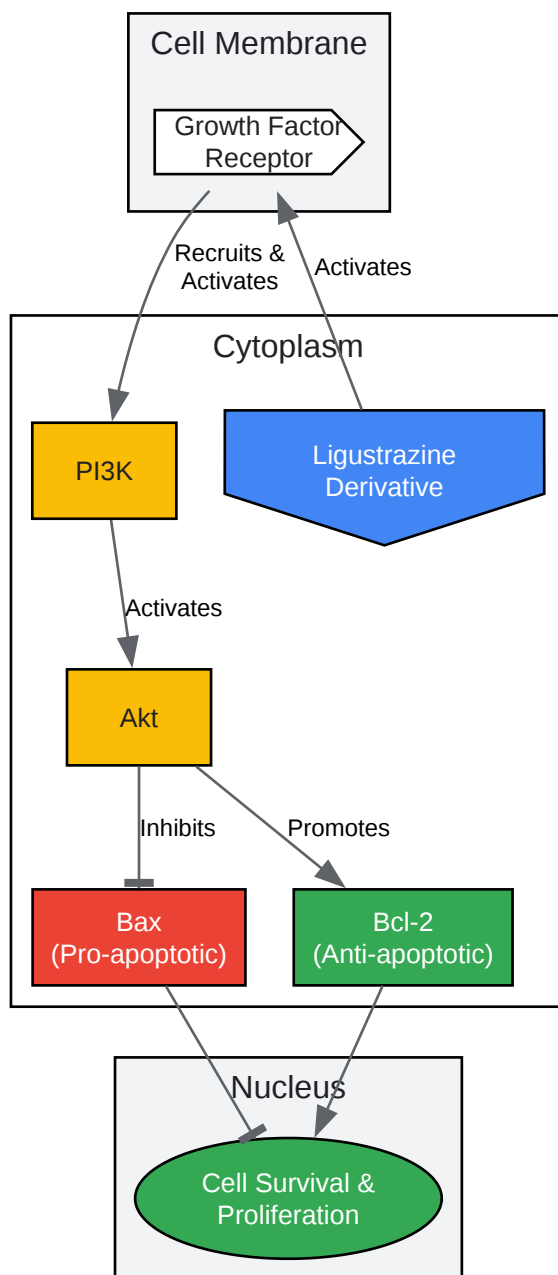 Cell Membrane
Growth Factor
Receptor
Recruits &
Activates
Activates
Cytoplasm
PI3K
Ligustrazine
Derivative
Activates
Akt
Inhibits
Promotes
Bax
(Pro-apoptotic)
Bcl-2
(Anti-apoptotic)
Nucleus
Cell Survival &
Proliferation